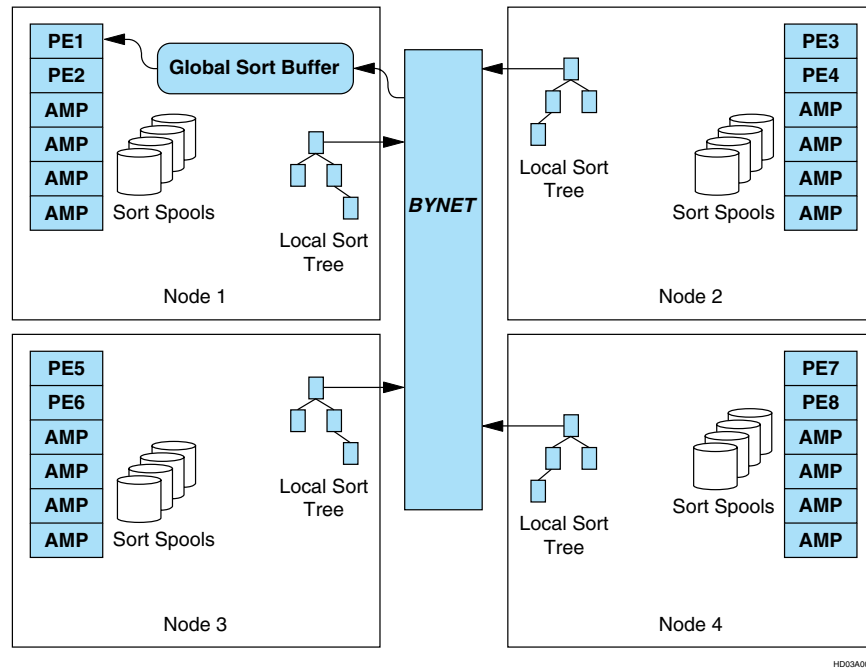 PE1
PE2
AMP
AMP
AMP
AMP
Global Sort Buffer
Sort Spools
Local Sort
Tree
Node 1
BYNET
PE3
PE4
AMP
AMP
AMP
AMP
Local Sort
Tree
Sort Spools
Node 2
PE5
PE6
AMP
AMP
AMP
AMP
Sort Spools
Local Sort
Tree
Node 3
PE7
PE8
AMP
AMP
AMP
AMP
Local Sort
Tree
Sort Spools
Node 4